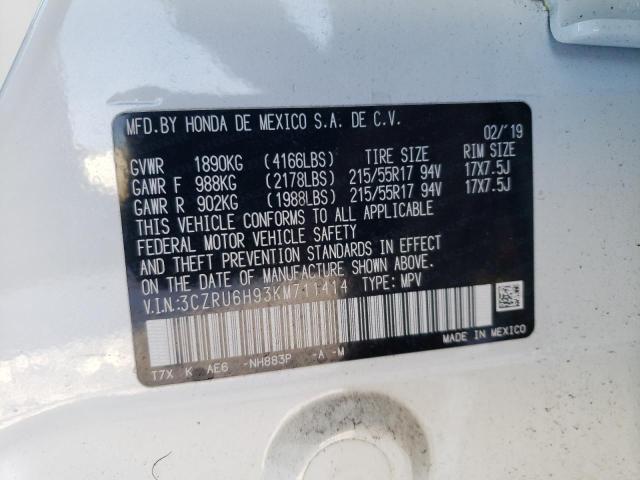 MFD.BY HONDA DE MEXICO S.A. DE C.V. 02/'19
GVWR 1890KG (4166LBS) TIRE SIZE RIM SIZE
GAWR F 988KG (2178LBS) 215/55R17 94V 17X7.5J
GAWR R 902KG (1988LBS) 215/55R17 94V 17X7.5J
THIS VEHICLE CONFORMS TO ALL APPLICABLE
FEDERAL MOTOR VEHICLE SAFETY
AND THEFT PREVENTION STANDARDS IN EFFECT
ON THE DATE OF MANUFACTURE SHOWN ABOVE.
V.I.N.:3CZRU6H93KM711414 TYPE: MPV
T7X K AE6 -NH883P -A -M
MADE IN MEXICO